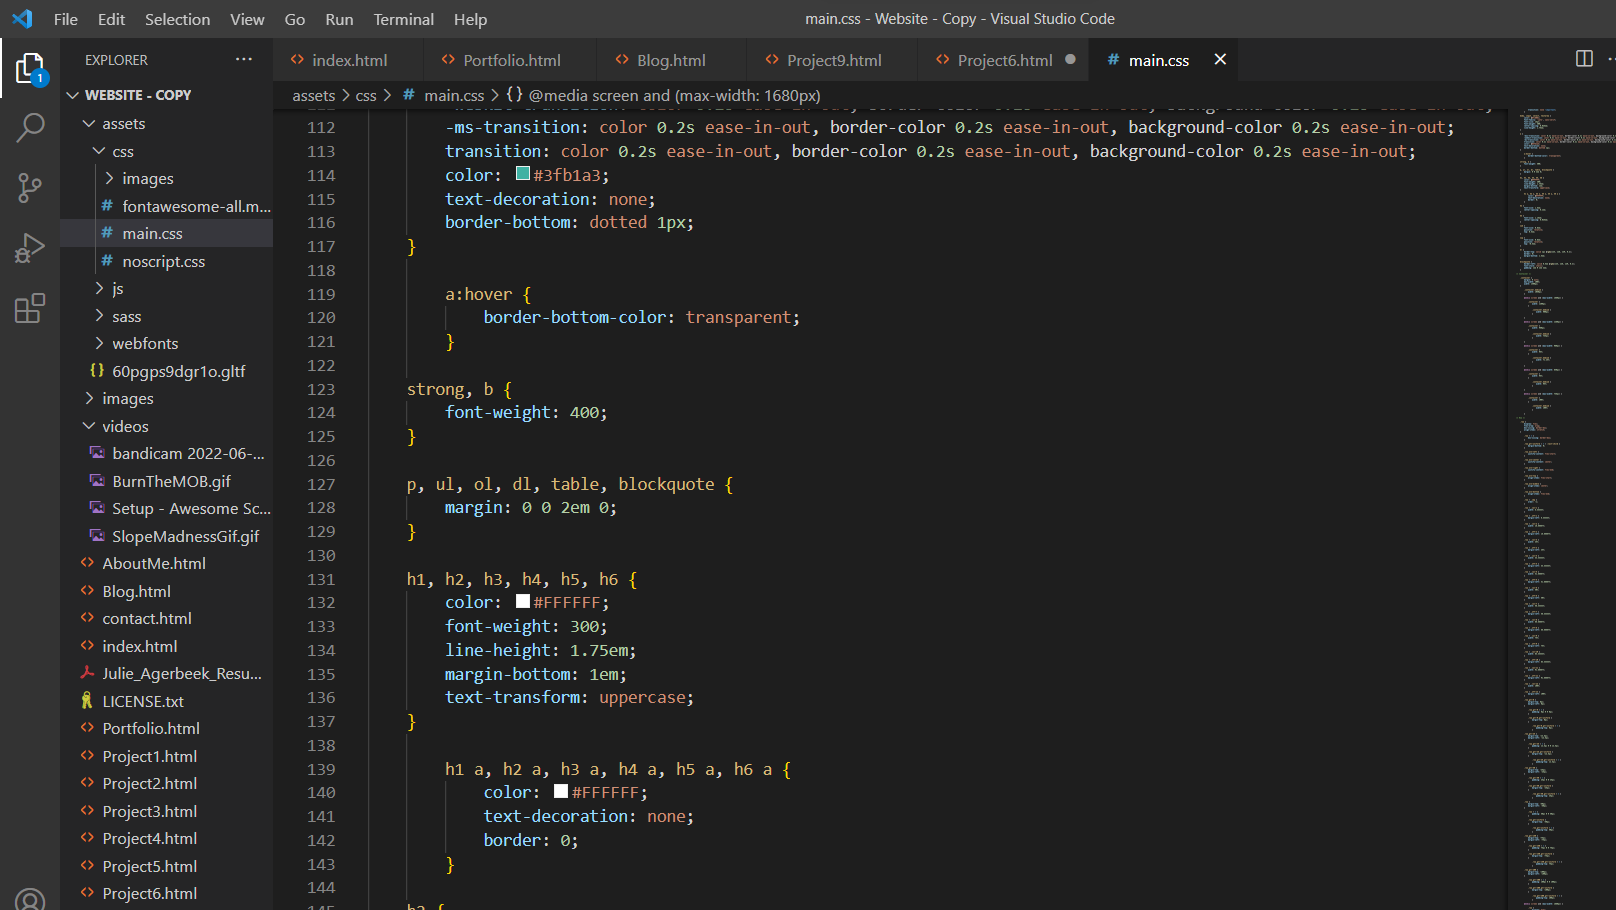 File Edit Selection View Go Run Terminal Help
main.css - Website - Copy - Visual Studio Code
EXPLORER
1
WEBSITE - COPY
assets
css
images
fontawesome-all.m...
main.css
noscript.css
js
sass
webfonts
60pgps9dgr1o.gltf
images
videos
bandicam 2022-06-...
BurnTheMOB.gif
Setup - Awesome Sc...
SlopeMadnessGif.gif
AboutMe.html
Blog.html
contact.html
index.html
Julie_Agerbeek_Resu...
LICENSE.txt
Portfolio.html
Project1.html
Project2.html
Project3.html
Project4.html
Project5.html
Project6.html
index.html Portfolio.html Blog.html Project9.html Project6.html # main.css
assets > css > # main.css > {} @media screen and (max-width: 1680px)
112 -ms-transition: color 0.2s ease-in-out, border-color 0.2s ease-in-out, background-color 0.2s ease-in-out;
113 transition: color 0.2s ease-in-out, border-color 0.2s ease-in-out, background-color 0.2s ease-in-out;
114 color: #3fb1a3;
115 text-decoration: none;
116 border-bottom: dotted 1px;
117 }
118
119 a:hover {
120 border-bottom-color: transparent;
121 }
122
123 strong, b {
124 font-weight: 400;
125 }
126
127 p, ul, ol, dl, table, blockquote {
128 margin: 0 0 2em 0;
129 }
130
131 h1, h2, h3, h4, h5, h6 {
132 color: #FFFFFF;
133 font-weight: 300;
134 line-height: 1.75em;
135 margin-bottom: 1em;
136 text-transform: uppercase;
137 }
138
139 h1 a, h2 a, h3 a, h4 a, h5 a, h6 a {
140 color: #FFFFFF;
141 text-decoration: none;
142 border: 0;
143 }
144